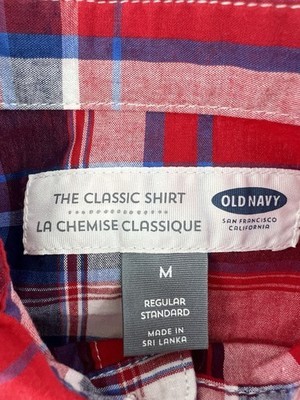 THE CLASSIC SHIRT
LA CHEMISE CLASSIQUE
OLD NAVY
SAN FRANCISCO
CALIFORNIA
M
REGULAR
STANDARD
MADE IN
SRI LANKA